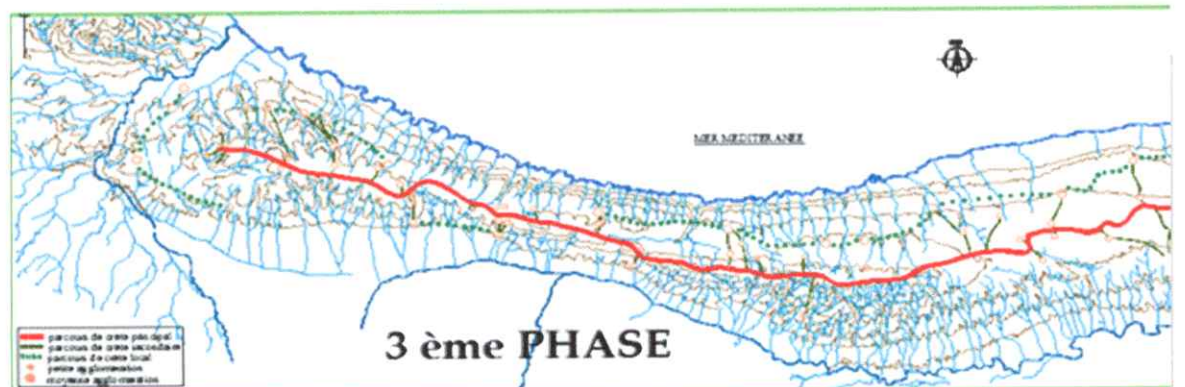 MER MEDITERANEE
3 ème PHASE
parcours de crete principal
parcours de crete secondaire
parcours de crete local
petite agglomeration
moyenne agglomeration